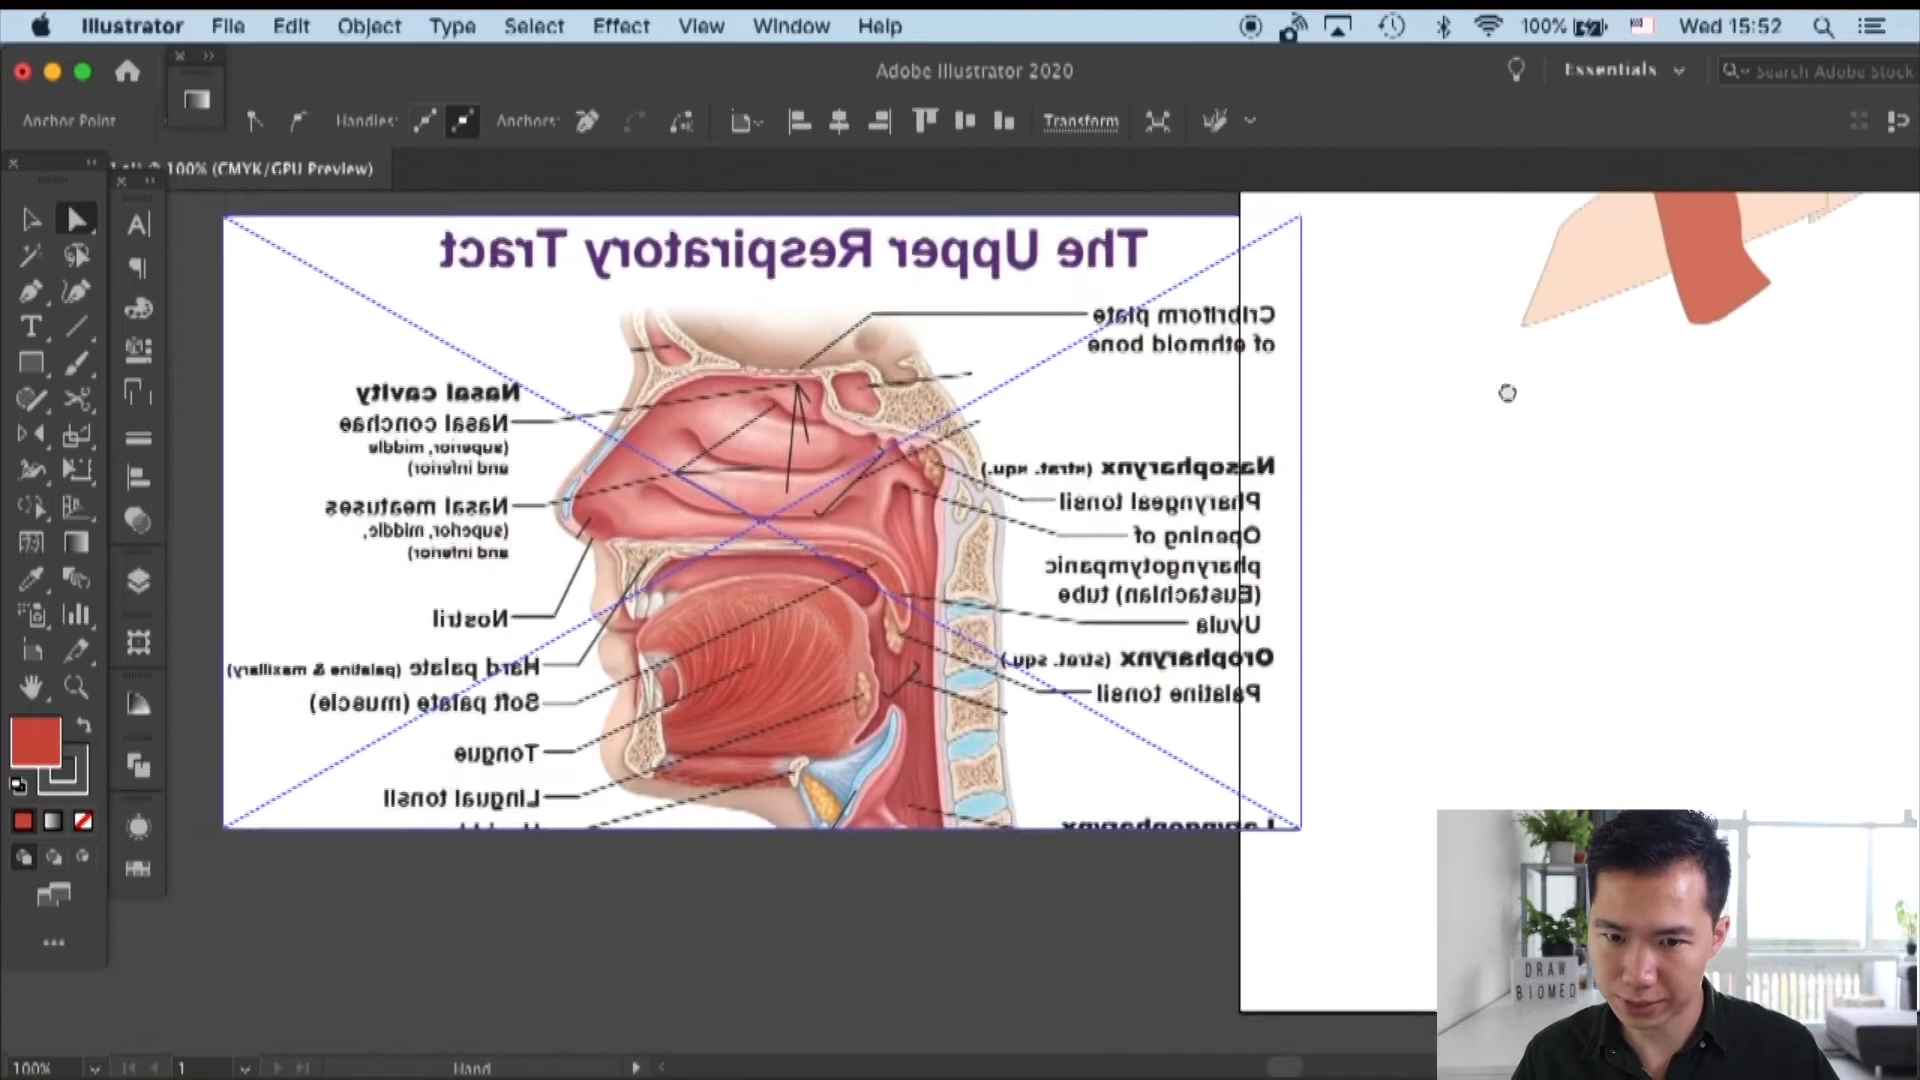 Illustrator File Edit Object Type Select Effect View Window Help 100% Wed 15:52
Adobe Illustrator 2020
Essentials
Search Adobe Stock
Anchor Point
Handles:
Anchors:
Transform
100% (CMYK/GPU Preview)
The Upper Respiratory Tract
Cribriform plate
of ethmoid bone
Nasal cavity
Nasal conchae
(superior, middle
and inferior)
Nasopharynx (strat. squ.)
Pharyngeal tonsil
Nasal meatuses
(superior, middle,
and inferior)
Opening of
pharyngotympanic
(Eustachian) tube
Nostril
Uvula
Hard palate (palatine & maxillary)
Oropharynx (strat. squ.)
Soft palate (muscle)
Palatine tonsil
Tongue
Lingual tonsil
DRAW
BIOMED
100%
1
Hand